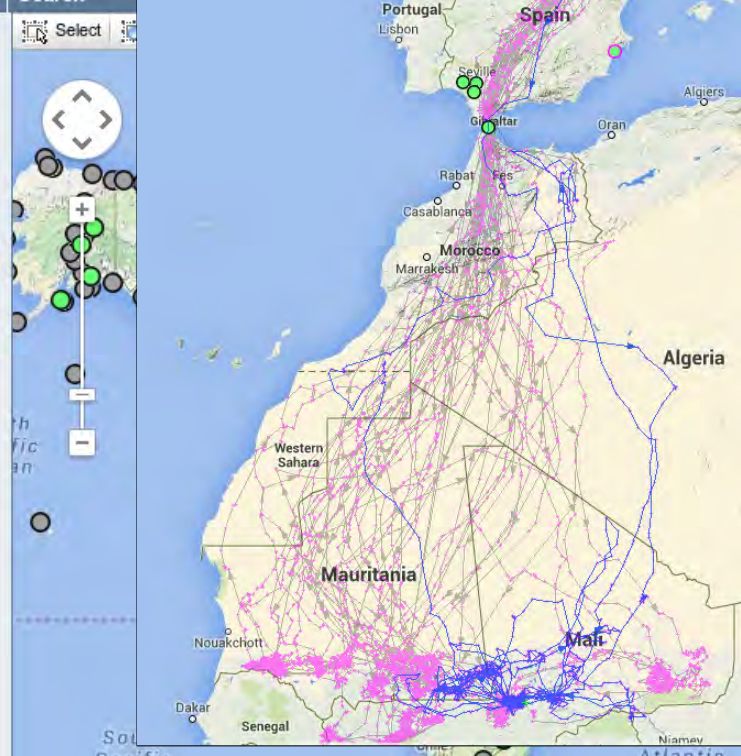 Select
Portugal
Lisbon
Spain
Seville
Gibraltar
Algiers
Oran
Rabat
Fes
Casablanca
Morocco
Marrakesh
Algeria
Western
Sahara
Mauritania
Nouakchott
Mali
Dakar
Senegal
Niamey